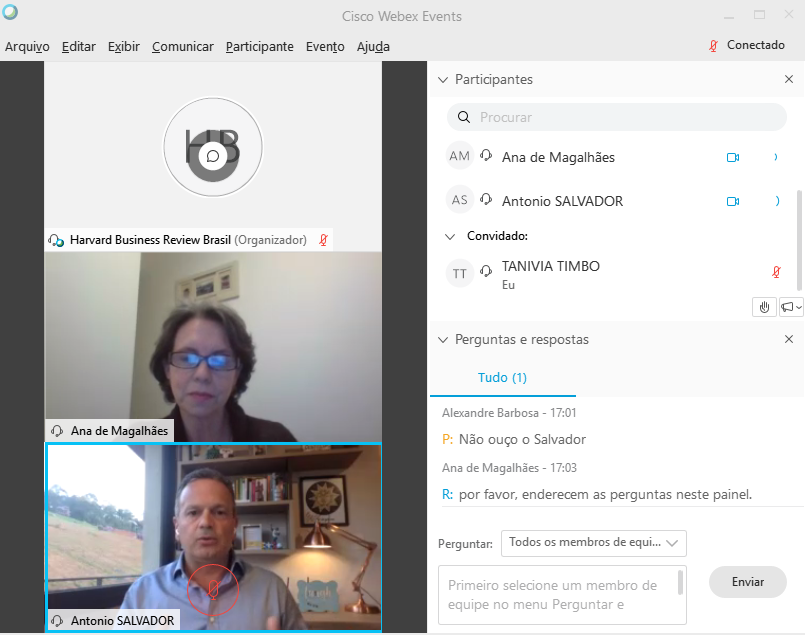 Cisco Webex Events
Arquivo Editar Exibir Comunicar Participante Evento Ajuda
Conectado
HB
Harvard Business Review Brasil (Organizador)
Ana de Magalhães
Antonio SALVADOR
Participantes
Procurar
AM Ana de Magalhães
AS Antonio SALVADOR
Convidado:
TT TANIVIA TIMBO
Eu
Perguntas e respostas
Tudo (1)
Alexandre Barbosa - 17:01
P: Não ouço o Salvador
Ana de Magalhães - 17:03
R: por favor, enderecem as perguntas neste painel.
Perguntar: Todos os membros de equi...
Primeiro selecione um membro de
equipe no menu Perguntar e
Enviar